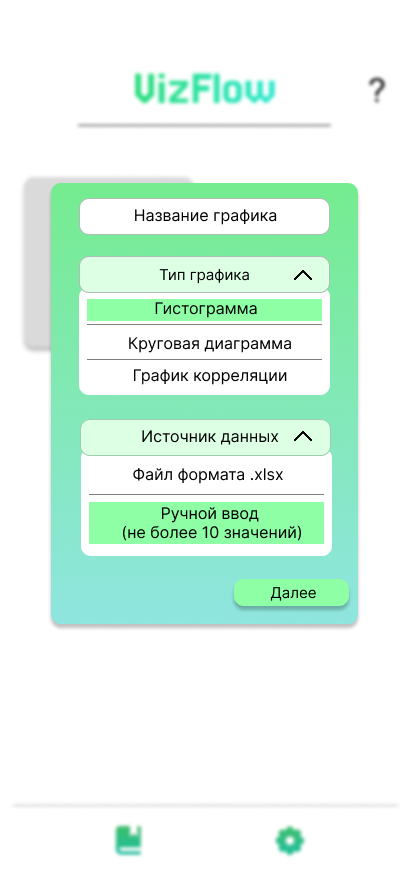 VizFlow
?
Название графика
Тип графика
Гистограмма
Круговая диаграмма
График корреляции
Источник данных
Файл формата .xlsx
Ручной ввод
(не более 10 значений)
Далее